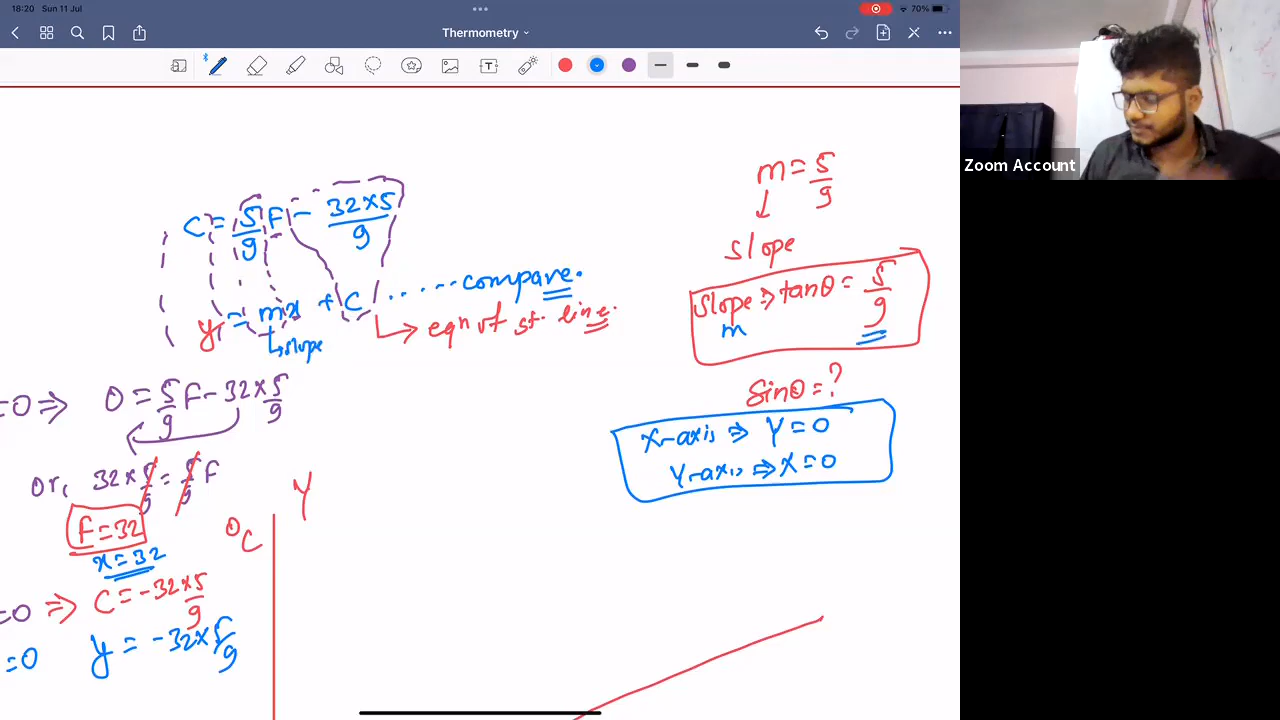 18:20 Sun 11 Jul
70%
Thermometry
Zoom Account
C = 5/9 F - 32×5/9
y = mx + C ...... compare.
↳ slope
↳ eqn of st. line.
=0 ⇒ 0 = 5/9 F - 32×5/9
or, 32×5/9 = 5/9 F
F = 32
x = 32
=0 ⇒ C = -32×5/9
=0 y = -32×5/9
°C
Y
m = 5/9
↓
slope
slope ⇒ tanθ = 5/9
m
Sinθ = ?
X-axis ⇒ Y = 0
Y-axis ⇒ X = 0